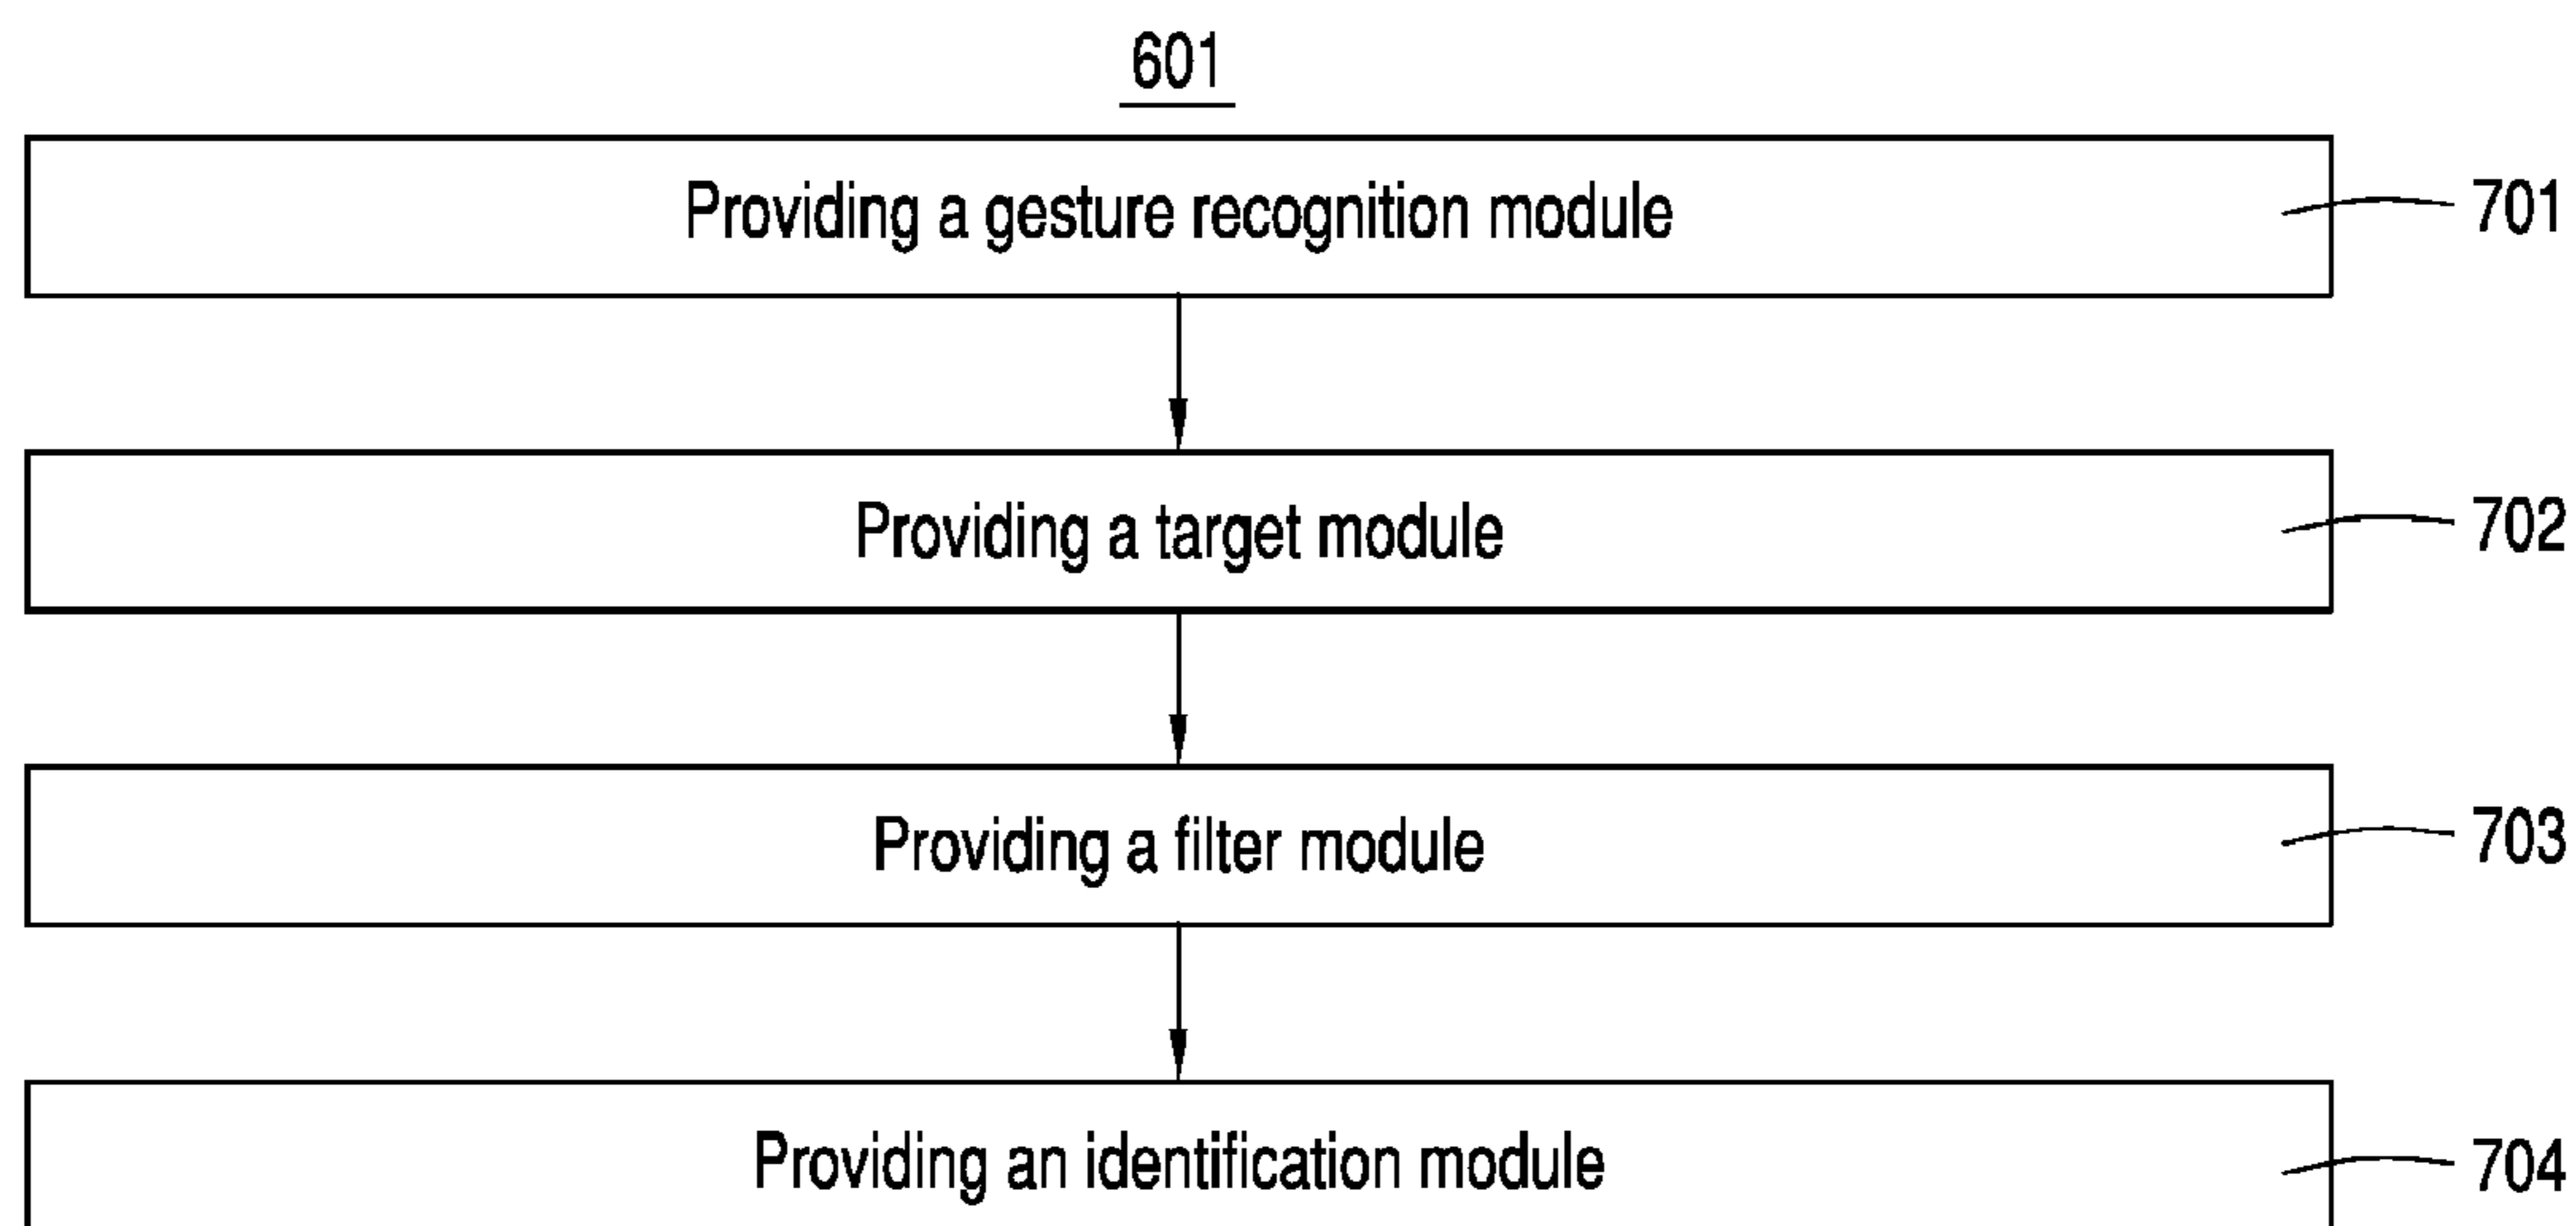 601
Providing a gesture recognition module 701
Providing a target module 702
Providing a filter module 703
Providing an identification module 704